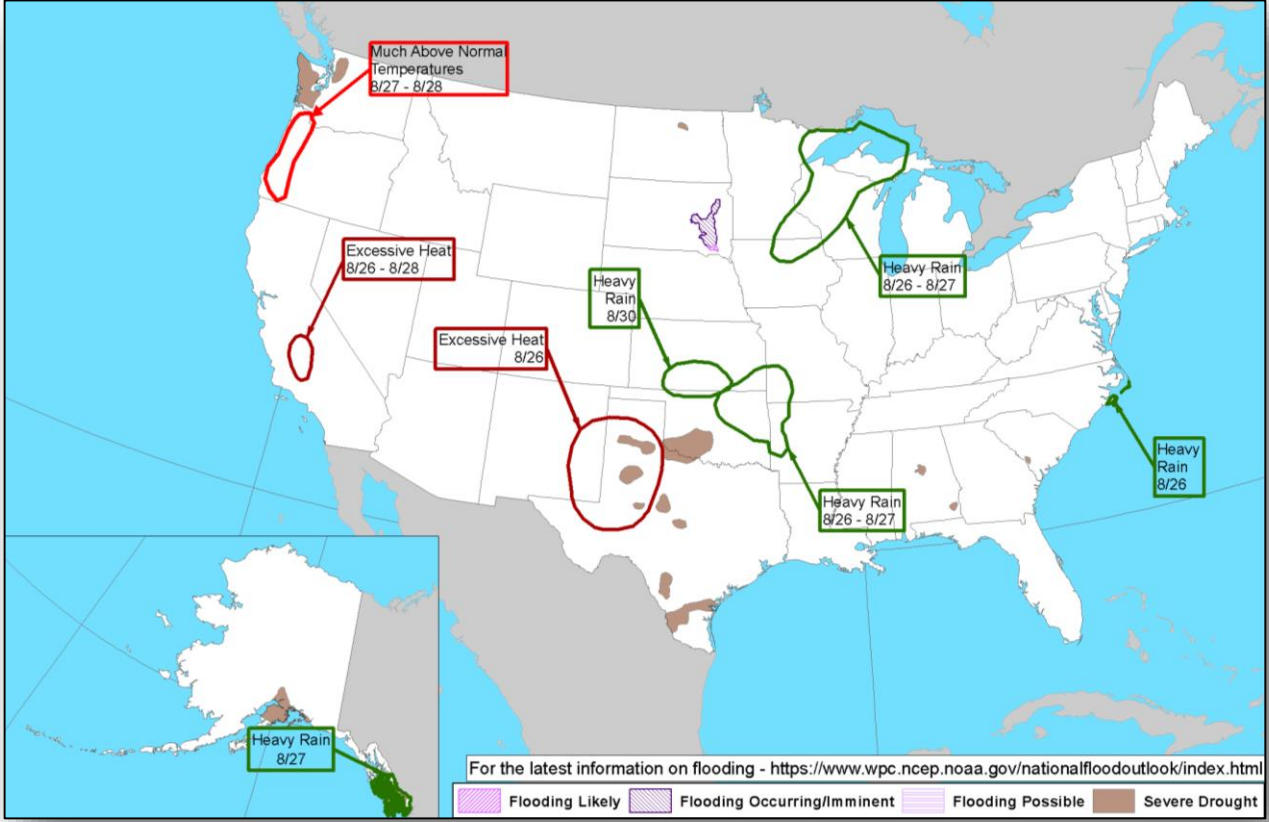 Much Above Normal
Temperatures
8/27 - 8/28
Excessive Heat
8/26 - 8/28
Heavy
Rain
8/30
Heavy Rain
8/26 - 8/27
Excessive Heat
8/26
Heavy
Rain
8/26
Heavy Rain
8/26 - 8/27
Heavy Rain
8/27
For the latest information on flooding - https://www.wpc.ncep.noaa.gov/nationalfloodoutlook/index.html
Flooding Likely Flooding Occurring/Imminent Flooding Possible Severe Drought